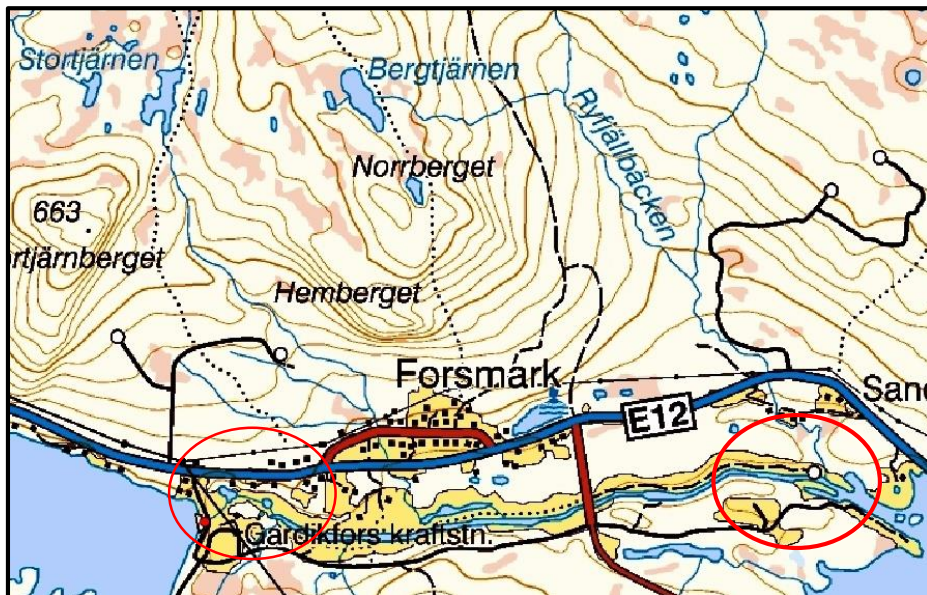 Stortjärnen
Bergtjärnen
Ryfjällbäcken
Norrberget
663
rtjärnberget
Hemberget
Forsmark
E12
Sand
Gardikfors kraftstn.